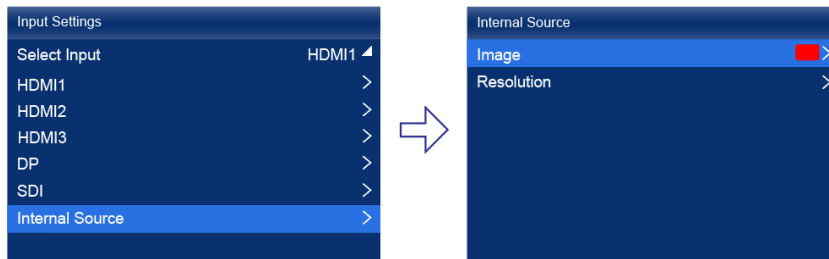 Input Settings
Select Input HDMI1
HDMI1
HDMI2
HDMI3
DP
SDI
Internal Source
Internal Source
Image
Resolution